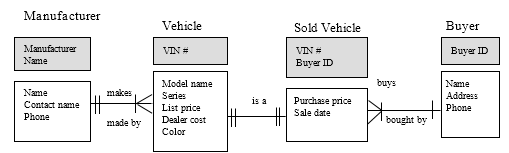 Manufacturer
Manufacturer
Name
Name
Contact name
Phone
makes
made by
Vehicle
VIN #
Model name
Series
List price
Dealer cost
Color
is a
Sold Vehicle
VIN #
Buyer ID
Purchase price
Sale date
buys
bought by
Buyer
Buyer ID
Name
Address
Phone